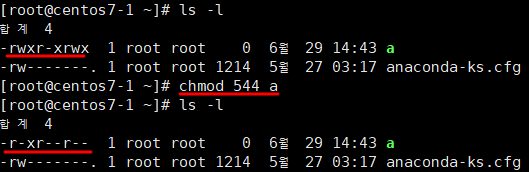 [root@centos7-1 ~]# ls -l
합계 4
-rwxr-xrwx 1 root root 0 6월 29 14:43 a
-rw-------. 1 root root 1214 5월 27 03:17 anaconda-ks.cfg
[root@centos7-1 ~]# chmod 544 a
[root@centos7-1 ~]# ls -l
합계 4
-r-xr--r-- 1 root root 0 6월 29 14:43 a
-rw-------. 1 root root 1214 5월 27 03:17 anaconda-ks.cfg